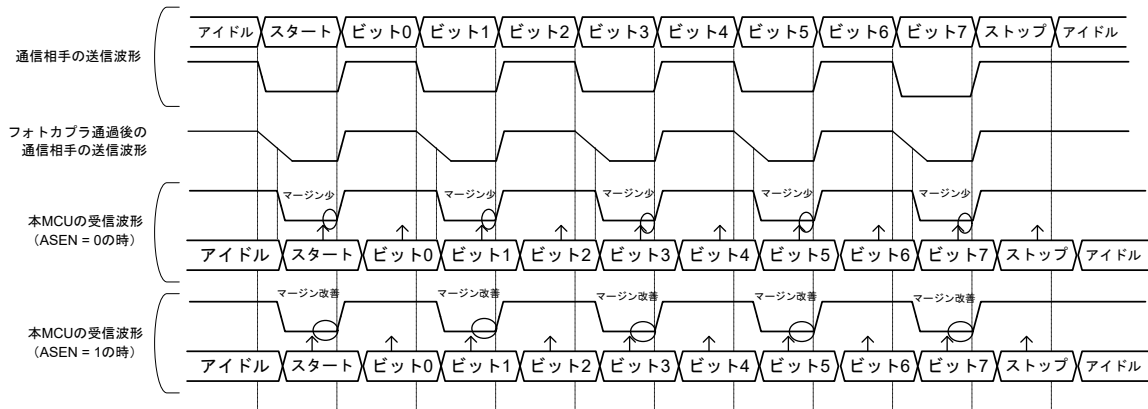 アイドル スタート ビット0 ビット1 ビット2 ビット3 ビット4 ビット5 ビット6 ビット7 ストップ アイドル
通信相手の送信波形
フォトカプラ通過後の
通信相手の送信波形
マージン少 マージン少 マージン少 マージン少 マージン少
本MCUの受信波形
（ASEN = 0の時）
アイドル スタート ビット0 ビット1 ビット2 ビット3 ビット4 ビット5 ビット6 ビット7 ストップ アイドル
マージン改善 マージン改善 マージン改善 マージン改善 マージン改善
本MCUの受信波形
（ASEN = 1の時）
アイドル スタート ビット0 ビット1 ビット2 ビット3 ビット4 ビット5 ビット6 ビット7 ストップ アイドル